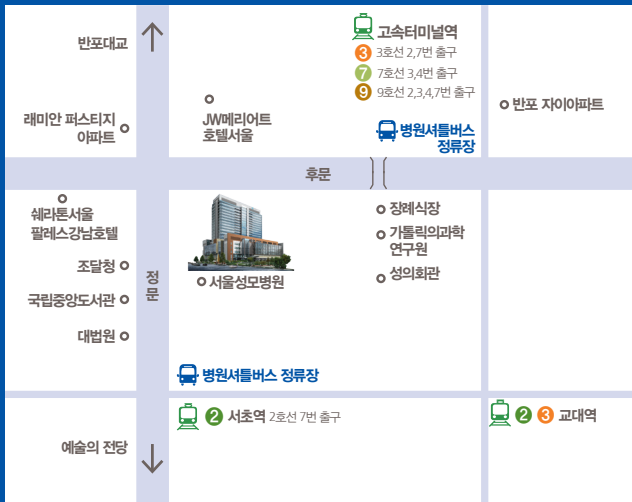 반포대교
고속터미널역
3 3호선 2,7번 출구
7 7호선 3,4번 출구
9 9호선 2,3,4,7번 출구
래미안 퍼스티지
아파트
JW메리어트
호텔서울
병원셔틀버스
정류장
반포 자이아파트
후문
쉐라톤서울
팔레스강남호텔
조달청
국립중앙도서관
대법원
정
문
서울성모병원
장례식장
가톨릭의과학
연구원
성의회관
병원셔틀버스 정류장
2 서초역 2호선 7번 출구
2 3 교대역
예술의 전당